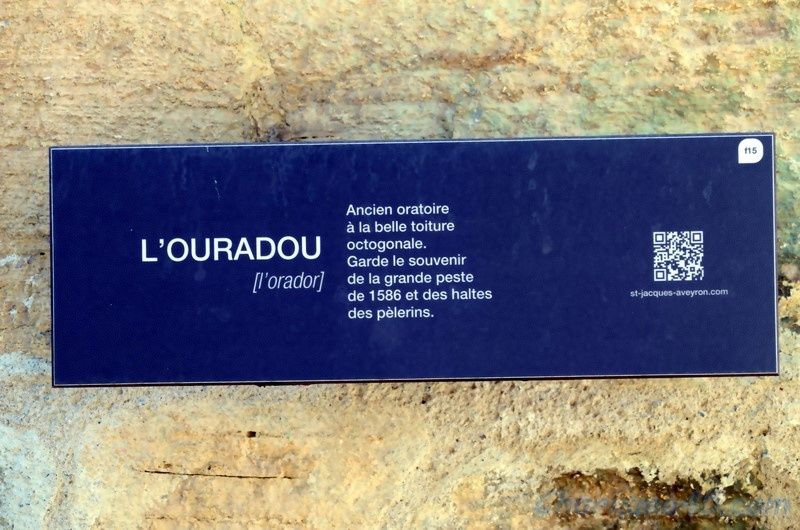 f15
L'OURADOU
[l'orador]
Ancien oratoire
à la belle toiture
octogonale.
Garde le souvenir
de la grande peste
de 1586 et des haltes
des pèlerins.
st-jacques-aveyron.com